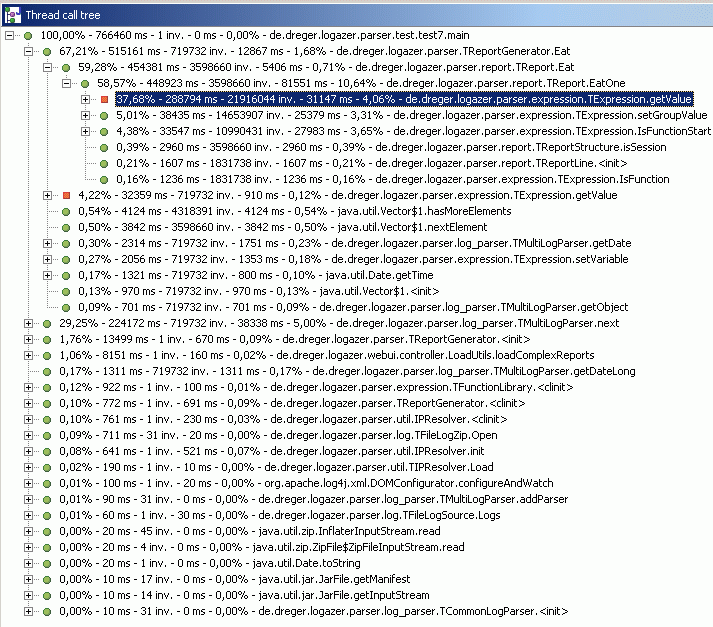 Thread call tree
100,00% - 766460 ms - 1 inv. - 0 ms - 0,00% - de.dreger.logazer.parser.test.test7.main
67,21% - 515161 ms - 719732 inv. - 12867 ms - 1,68% - de.dreger.logazer.parser.TReportGenerator.Eat
59,28% - 454381 ms - 3598660 inv. - 5406 ms - 0,71% - de.dreger.logazer.parser.report.TReport.Eat
58,57% - 448923 ms - 3598660 inv. - 81551 ms - 10,64% - de.dreger.logazer.parser.report.TReport.EatOne
37,68% - 288794 ms - 21916044 inv. - 31147 ms - 4,06% - de.dreger.logazer.parser.expression.TExpression.getValue
5,01% - 38435 ms - 14653907 inv. - 25379 ms - 3,31% - de.dreger.logazer.parser.expression.TExpression.setGroupValue
4,38% - 33547 ms - 10990431 inv. - 27983 ms - 3,65% - de.dreger.logazer.parser.expression.TExpression.IsFunctionStart
0,39% - 2960 ms - 3598660 inv. - 2960 ms - 0,39% - de.dreger.logazer.parser.report.TReportStructure.isSession
0,21% - 1607 ms - 1831738 inv. - 1607 ms - 0,21% - de.dreger.logazer.parser.report.TReportLine.<init>
0,16% - 1236 ms - 1831738 inv. - 1236 ms - 0,16% - de.dreger.logazer.parser.expression.TExpression.IsFunction
4,22% - 32359 ms - 719732 inv. - 910 ms - 0,12% - de.dreger.logazer.parser.expression.TExpression.getValue
0,54% - 4124 ms - 4318391 inv. - 4124 ms - 0,54% - java.util.Vector$1.hasMoreElements
0,50% - 3842 ms - 3598660 inv. - 3842 ms - 0,50% - java.util.Vector$1.nextElement
0,30% - 2314 ms - 719732 inv. - 1751 ms - 0,23% - de.dreger.logazer.parser.log_parser.TMultiLogParser.getDate
0,27% - 2056 ms - 719732 inv. - 1353 ms - 0,18% - de.dreger.logazer.parser.expression.TExpression.setVariable
0,17% - 1321 ms - 719732 inv. - 800 ms - 0,10% - java.util.Date.getTime
0,13% - 970 ms - 719732 inv. - 970 ms - 0,13% - java.util.Vector$1.<init>
0,09% - 701 ms - 719732 inv. - 701 ms - 0,09% - de.dreger.logazer.parser.log_parser.TMultiLogParser.getObject
29,25% - 224172 ms - 719732 inv. - 38338 ms - 5,00% - de.dreger.logazer.parser.log_parser.TMultiLogParser.next
1,76% - 13499 ms - 1 inv. - 670 ms - 0,09% - de.dreger.logazer.parser.TReportGenerator.<init>
1,06% - 8151 ms - 1 inv. - 160 ms - 0,02% - de.dreger.logazer.webui.controller.LoadUtils.loadComplexReports
0,17% - 1311 ms - 719732 inv. - 1311 ms - 0,17% - de.dreger.logazer.parser.log_parser.TMultiLogParser.getDateLong
0,12% - 922 ms - 1 inv. - 100 ms - 0,01% - de.dreger.logazer.parser.expression.TFunctionLibrary.<clinit>
0,10% - 772 ms - 1 inv. - 691 ms - 0,09% - de.dreger.logazer.parser.TReportGenerator.<clinit>
0,10% - 761 ms - 1 inv. - 230 ms - 0,03% - de.dreger.logazer.parser.util.IPResolver.<clinit>
0,09% - 711 ms - 31 inv. - 20 ms - 0,00% - de.dreger.logazer.parser.log.TFileLogZip.Open
0,08% - 641 ms - 1 inv. - 521 ms - 0,07% - de.dreger.logazer.parser.util.IPResolver.init
0,02% - 190 ms - 1 inv. - 10 ms - 0,00% - de.dreger.logazer.parser.util.TIPResolver.Load
0,01% - 100 ms - 1 inv. - 20 ms - 0,00% - org.apache.log4j.xml.DOMConfigurator.configureAndWatch
0,01% - 90 ms - 31 inv. - 0 ms - 0,00% - de.dreger.logazer.parser.log_parser.TMultiLogParser.addParser
0,01% - 60 ms - 1 inv. - 30 ms - 0,00% - de.dreger.logazer.parser.log.TFileLogSource.Logs
0,00% - 20 ms - 45 inv. - 0 ms - 0,00% - java.util.zip.InflaterInputStream.read
0,00% - 20 ms - 4 inv. - 0 ms - 0,00% - java.util.zip.ZipFile$ZipFileInputStream.read
0,00% - 20 ms - 1 inv. - 0 ms - 0,00% - java.util.Date.toString
0,00% - 10 ms - 17 inv. - 0 ms - 0,00% - java.util.jar.JarFile.getManifest
0,00% - 10 ms - 14 inv. - 0 ms - 0,00% - java.util.jar.JarFile.getInputStream
0,00% - 10 ms - 31 inv. - 0 ms - 0,00% - de.dreger.logazer.parser.log_parser.TCommonLogParser.<init>